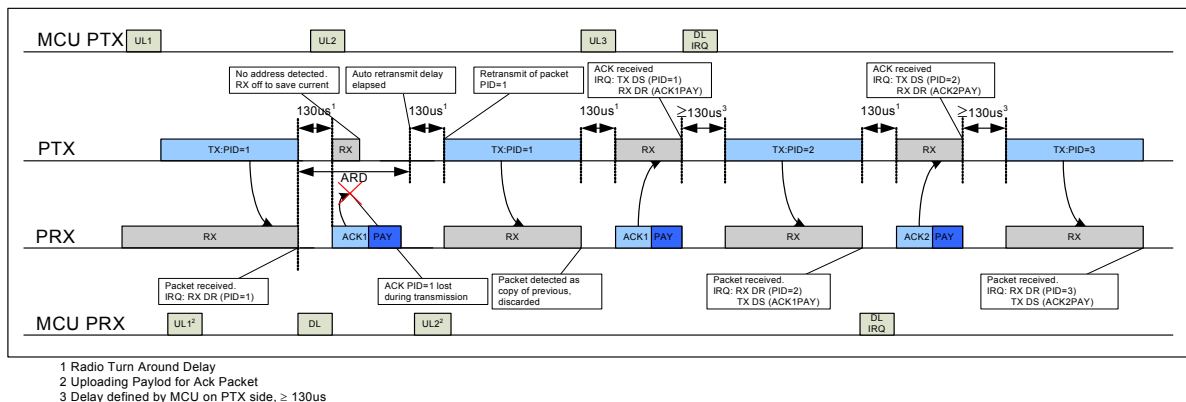 MCU PTX
UL1
UL2
UL3
DL
IRQ
No address detected.
RX off to save current
Auto retransmit delay
elapsed
Retransmit of packet
PID=1
ACK received
IRQ: TX DS (PID=1)
RX DR (ACK1PAY)
ACK received
IRQ: TX DS (PID=2)
RX DR (ACK2PAY)
130us1
130us1
130us1
≥130us3
130us1
≥130us3
PTX
TX:PID=1
RX
TX:PID=1
RX
TX:PID=2
RX
TX:PID=3
ARD
PRX
RX
ACK1
PAY
RX
ACK1
PAY
RX
ACK2
PAY
RX
Packet received.
IRQ: RX DR (PID=1)
ACK PID=1 lost
during transmission
Packet detected as
copy of previous,
discarded
Packet received.
IRQ: RX DR (PID=2)
TX DS (ACK1PAY)
Packet received.
IRQ: RX DR (PID=3)
TX DS (ACK2PAY)
MCU PRX
UL1²
DL
UL2²
DL
IRQ
1 Radio Turn Around Delay
2 Uploading Paylod for Ack Packet
3 Delay defined by MCU on PTX side, ≥ 130us